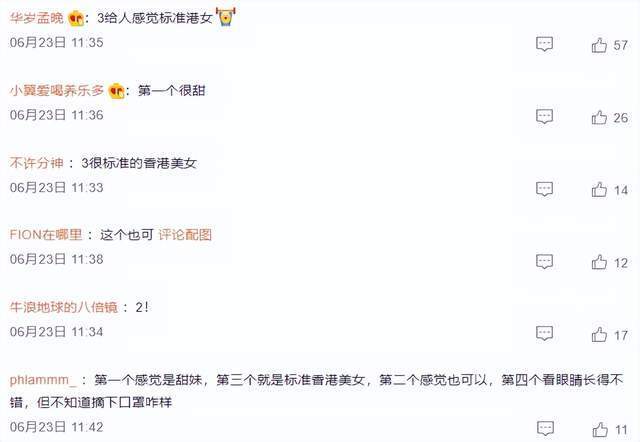 华岁孟晚：3给人感觉标准港女
06月23日 11:35
57
小翼爱喝养乐多：第一个很甜
06月23日 11:36
26
不许分神：3很标准的香港美女
06月23日 11:33
14
FION在哪里：这个也可 评论配图
06月23日 11:38
12
牛浪地球的八倍镜：2！
06月23日 11:34
17
phlammm_：第一个感觉是甜妹，第三个就是标准香港美女，第二个感觉也可以，第四个看眼睛长得不
错，但不知道摘下口罩咋样
06月23日 11:42
11